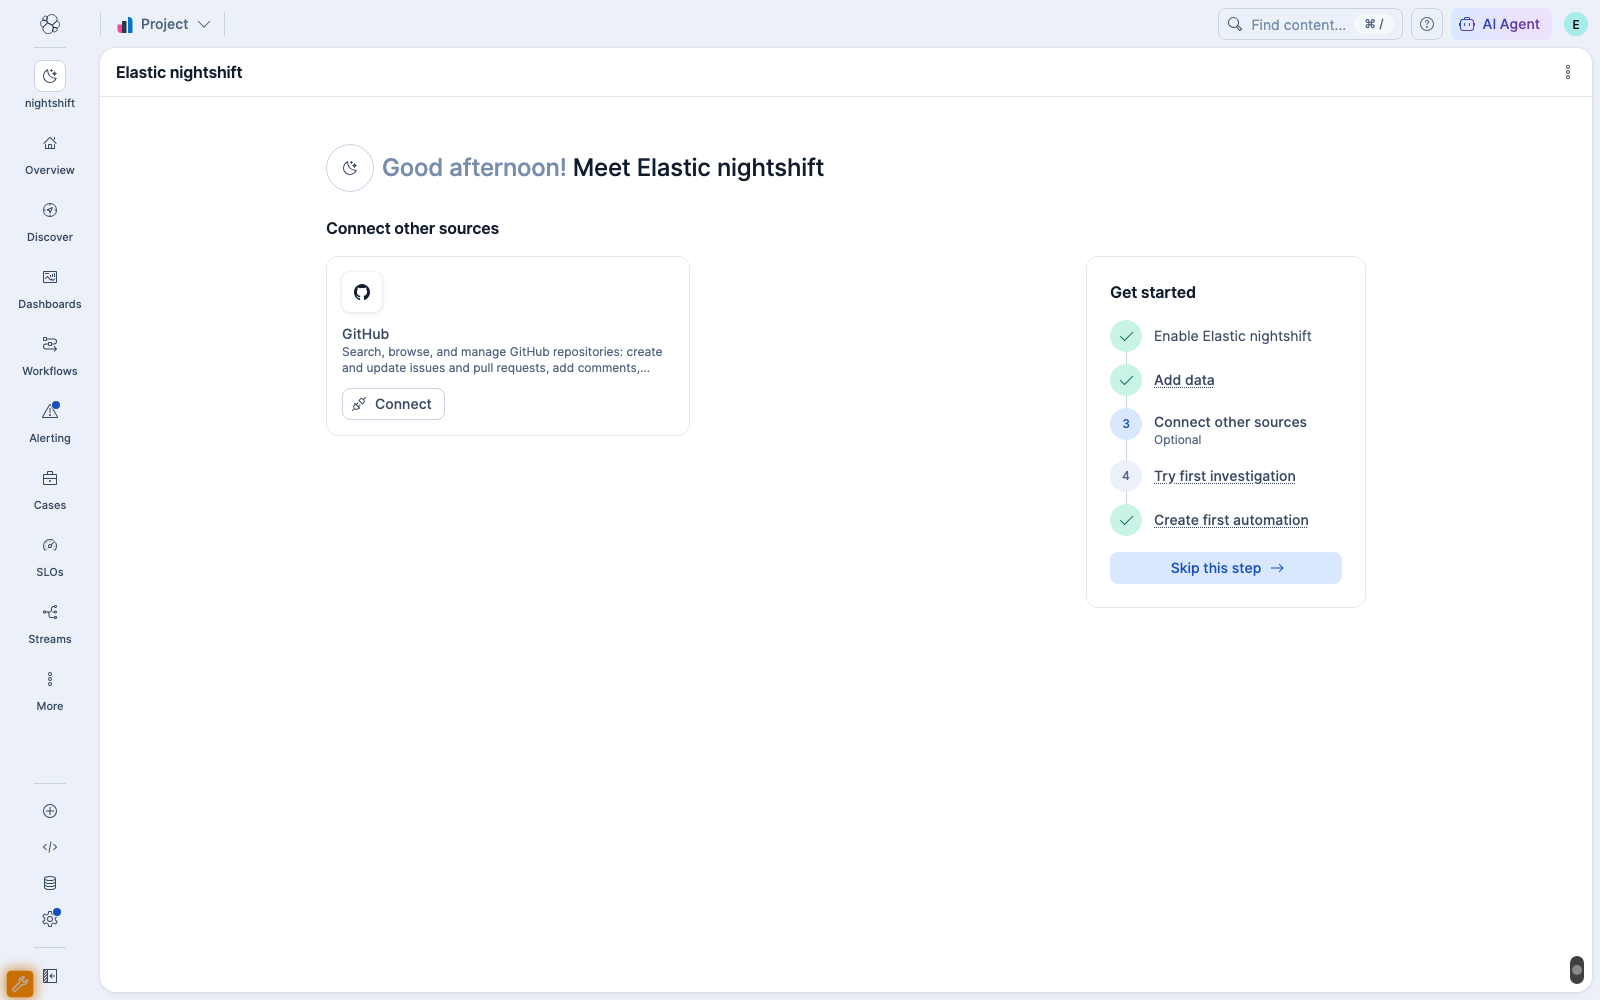 Project
Find content...
⌘ /
AI Agent
E
nightshift
Overview
Discover
Dashboards
Workflows
Alerting
Cases
SLOs
Streams
More
Elastic nightshift
Good afternoon! Meet Elastic nightshift
Connect other sources
GitHub
Search, browse, and manage GitHub repositories: create
and update issues and pull requests, add comments,...
Connect
Get started
Enable Elastic nightshift
Add data
3
Connect other sources
Optional
4
Try first investigation
Create first automation
Skip this step